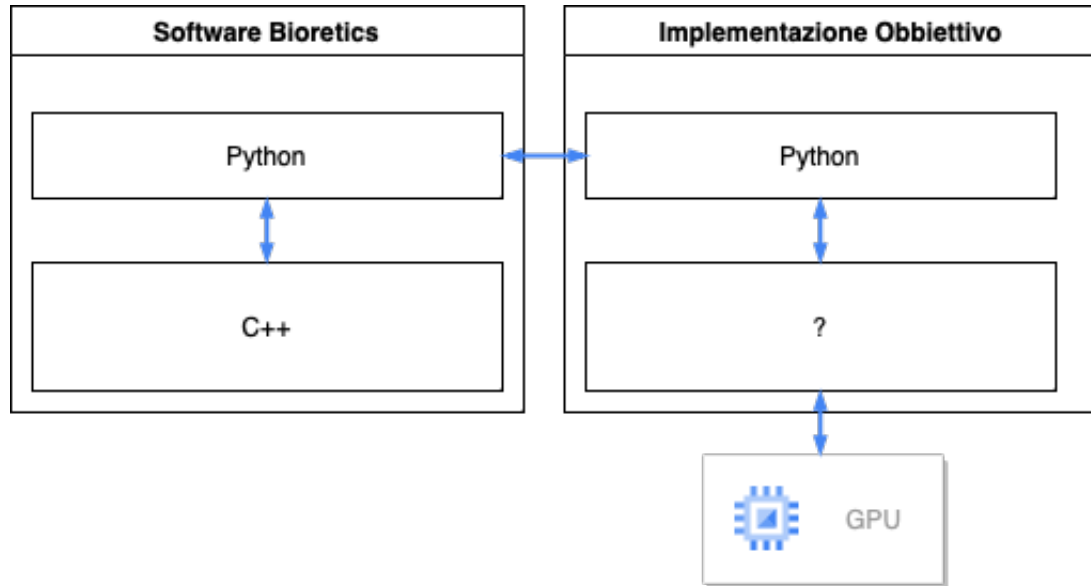 Software Bioretics
Implementazione Obbiettivo
Python
Python
C++
?
GPU